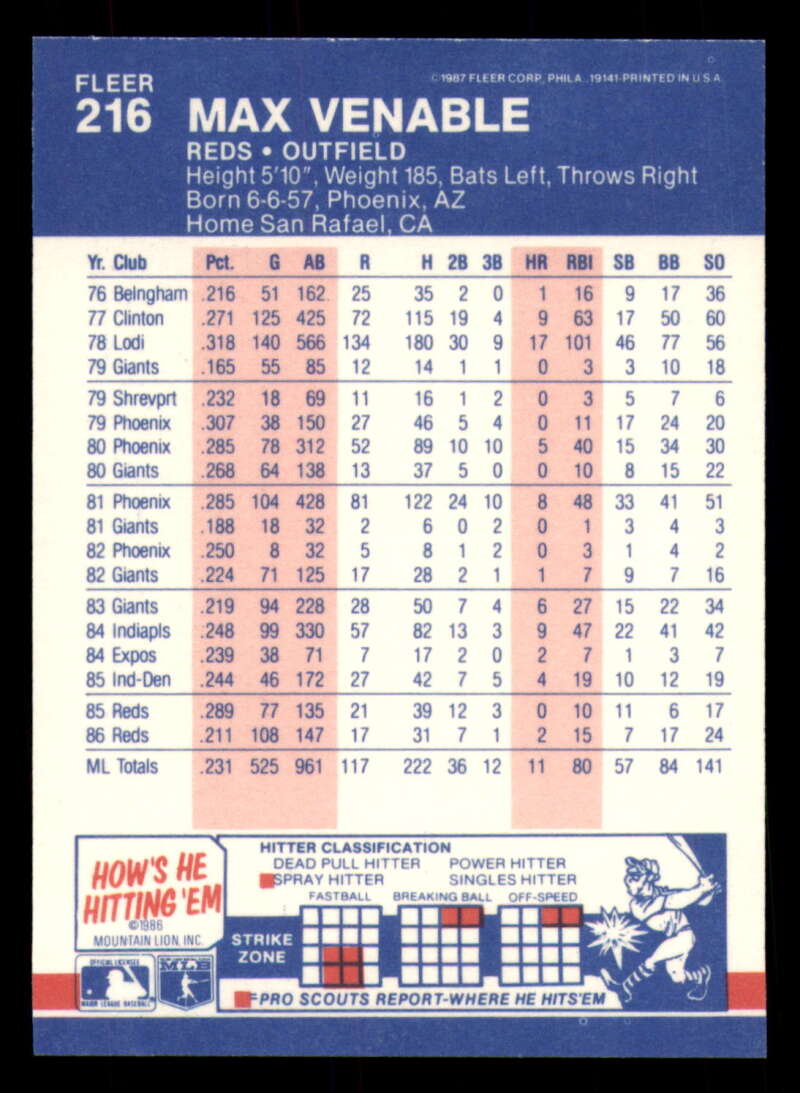 FLEER
216
©1987 FLEER CORP., PHILA., 19141-PRINTED IN U.S.A.
MAX VENABLE
REDS • OUTFIELD
Height 5'10", Weight 185, Bats Left, Throws Right
Born 6-6-57, Phoenix, AZ
Home San Rafael, CA
Yr. Club Pct. G AB R H 2B 3B HR RBI SB BB SO
76 Belngham .216 51 162 25 35 2 0 1 16 9 17 36
77 Clinton .271 125 425 72 115 19 4 9 63 17 50 60
78 Lodi .318 140 566 134 180 30 9 17 101 46 77 56
79 Giants .165 55 85 12 14 1 1 0 3 3 10 18
79 Shrevprt .232 18 69 11 16 1 2 0 3 5 7 6
79 Phoenix .307 38 150 27 46 5 4 0 11 17 24 20
80 Phoenix .285 78 312 52 89 10 10 5 40 15 34 30
80 Giants .268 64 138 13 37 5 0 0 10 8 15 22
81 Phoenix .285 104 428 81 122 24 10 8 48 33 41 51
81 Giants .188 18 32 2 6 0 2 0 1 3 4 3
82 Phoenix .250 8 32 5 8 1 2 0 3 1 4 2
82 Giants .224 71 125 17 28 2 1 1 7 9 7 16
83 Giants .219 94 228 28 50 7 4 6 27 15 22 34
84 Indiapls .248 99 330 57 82 13 3 9 47 22 41 42
84 Expos .239 38 71 7 17 2 0 2 7 1 3 7
85 Ind-Den .244 46 172 27 42 7 5 4 19 10 12 19
85 Reds .289 77 135 21 39 12 3 0 10 11 6 17
86 Reds .211 108 147 17 31 7 1 2 15 7 17 24
ML Totals .231 525 961 117 222 36 12 11 80 57 84 141
HOW'S HE
HITTING 'EM
©1986
MOUNTAIN LION, INC.
HITTER CLASSIFICATION
DEAD PULL HITTER POWER HITTER
SPRAY HITTER SINGLES HITTER
FASTBALL BREAKING BALL OFF-SPEED
STRIKE
ZONE
=PRO SCOUTS REPORT-WHERE HE HITS'EM
OFFICIAL LICENSEE
MAJOR LEAGUE BASEBALL
MLB